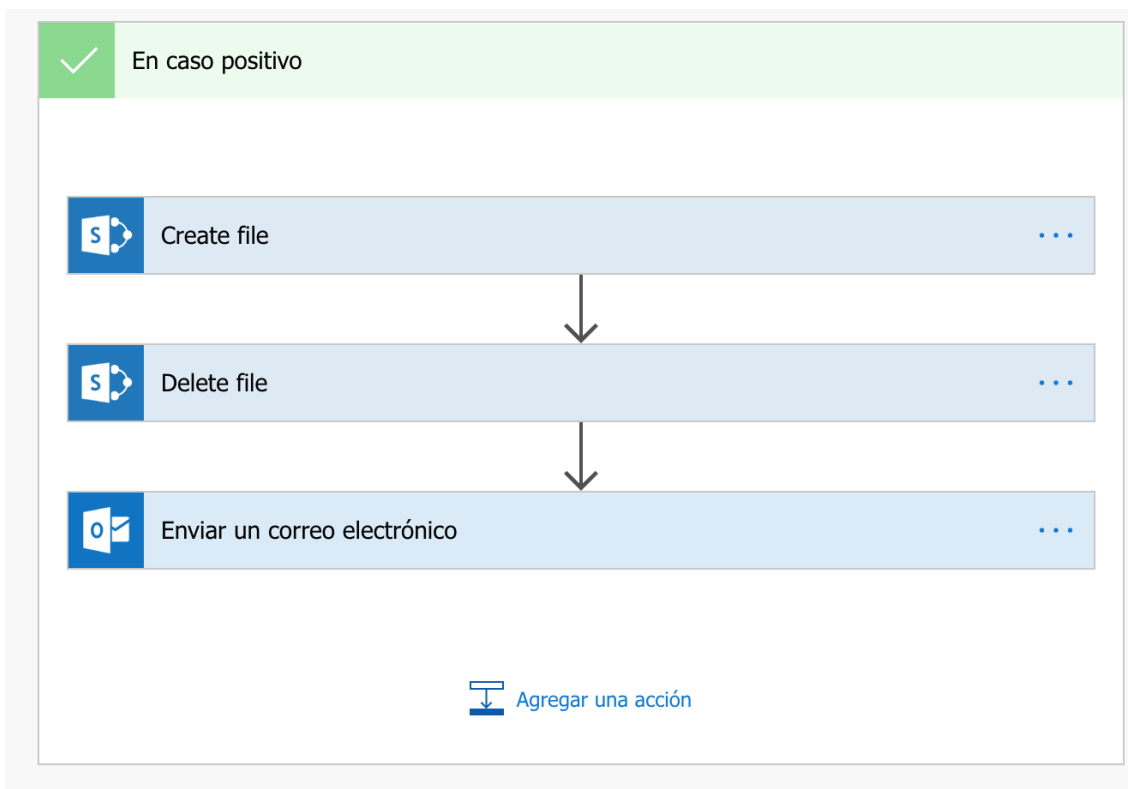 En caso positivo
S
Create file
S
Delete file
O
Enviar un correo electrónico
Agregar una acción